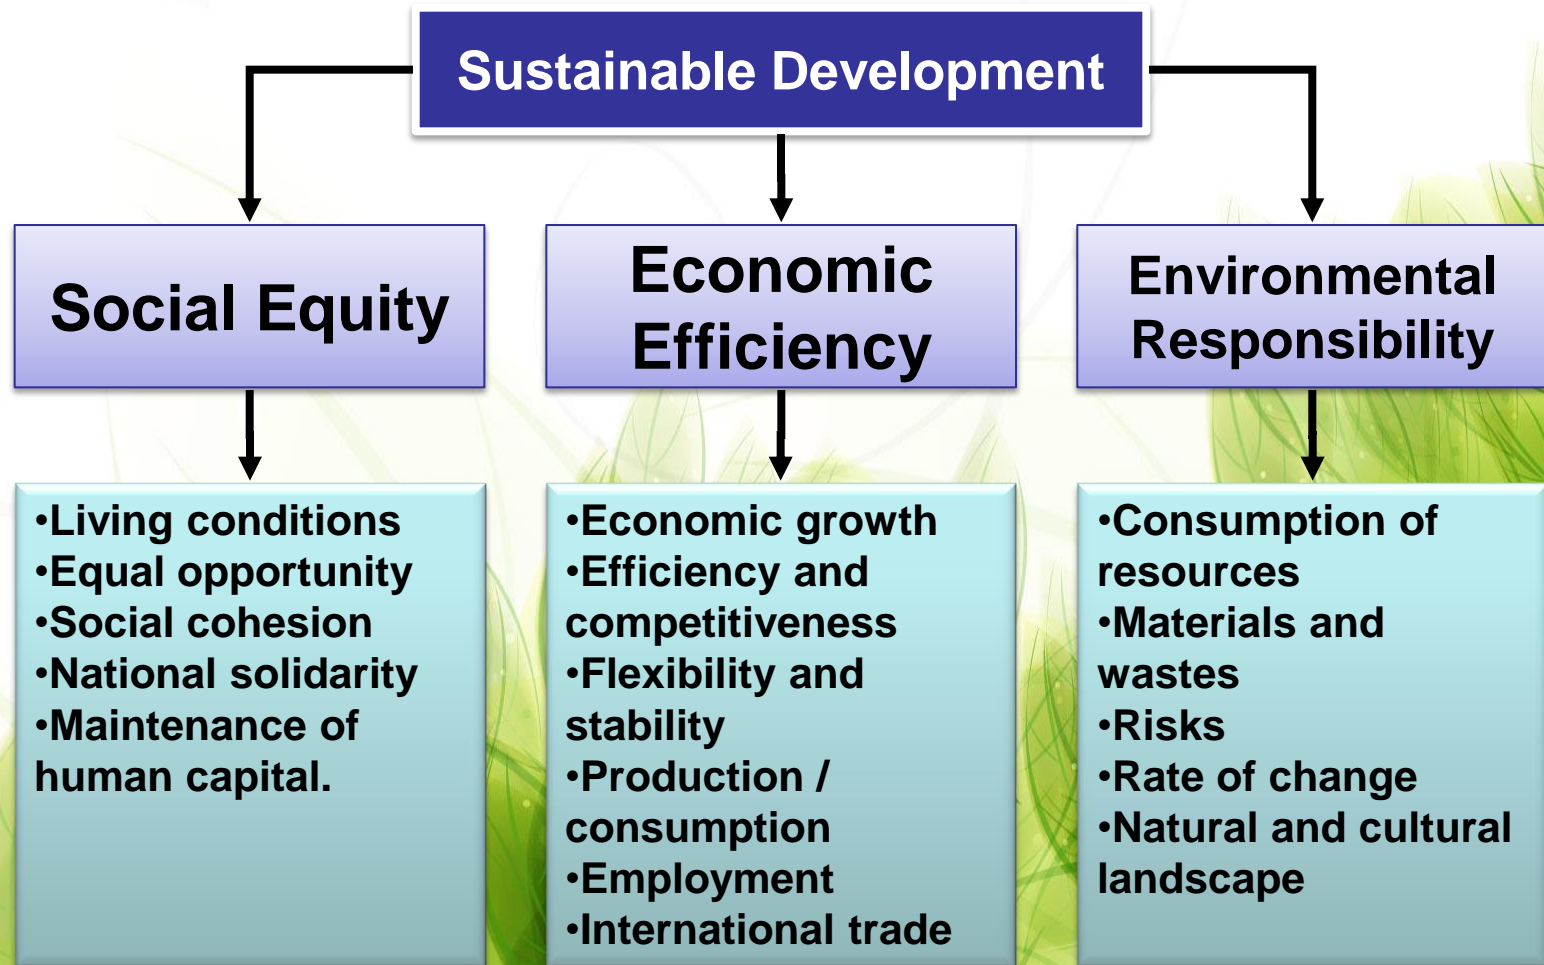 Sustainable Development
Social Equity
Economic
Efficiency
Environmental
Responsibility
•Living conditions
•Equal opportunity
•Social cohesion
•National solidarity
•Maintenance of
human capital.
•Economic growth
•Efficiency and
competitiveness
•Flexibility and
stability
•Production /
consumption
•Employment
•International trade
•Consumption of
resources
•Materials and
wastes
•Risks
•Rate of change
•Natural and cultural
landscape